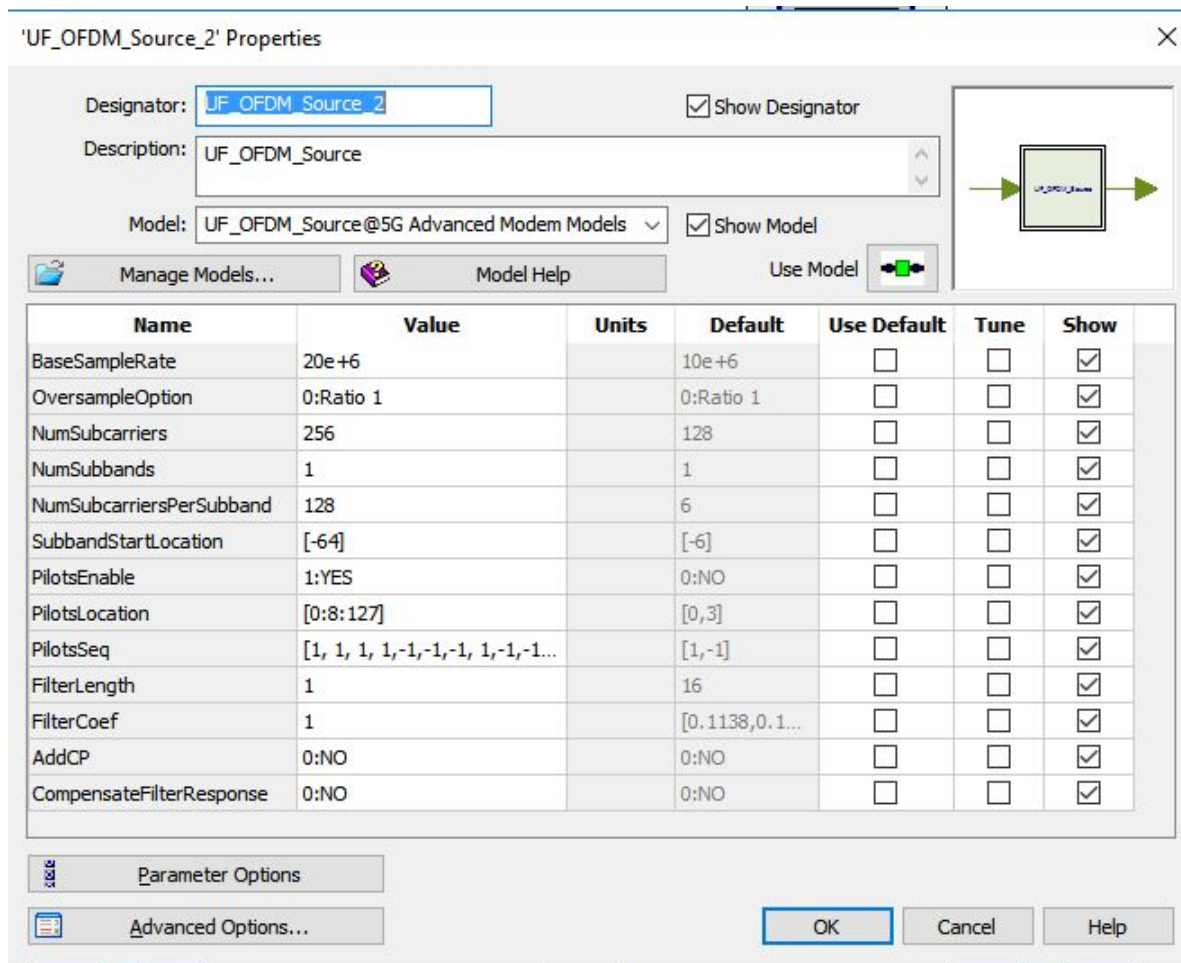 'UF_OFDM_Source_2' Properties
Designator: UF_OFDM_Source_2 Show Designator
Description: UF_OFDM_Source
UF_OFDM_Source
Model: UF_OFDM_Source@5G Advanced Modem Models Show Model
Manage Models... Model Help Use Model
Name Value Units Default Use Default Tune Show
BaseSampleRate 20e+6 10e+6
OversampleOption 0:Ratio 1 0:Ratio 1
NumSubcarriers 256 128
NumSubbands 1 1
NumSubcarriersPerSubband 128 6
SubbandStartLocation [-64] [-6]
PilotsEnable 1:YES 0:NO
PilotsLocation [0:8:127] [0,3]
PilotsSeq [1, 1, 1, 1,-1,-1,-1, 1,-1,-1... [1,-1]
FilterLength 1 16
FilterCoef 1 [0.1138,0.1...
AddCP 0:NO 0:NO
CompensateFilterResponse 0:NO 0:NO
Parameter Options
Advanced Options... OK Cancel Help